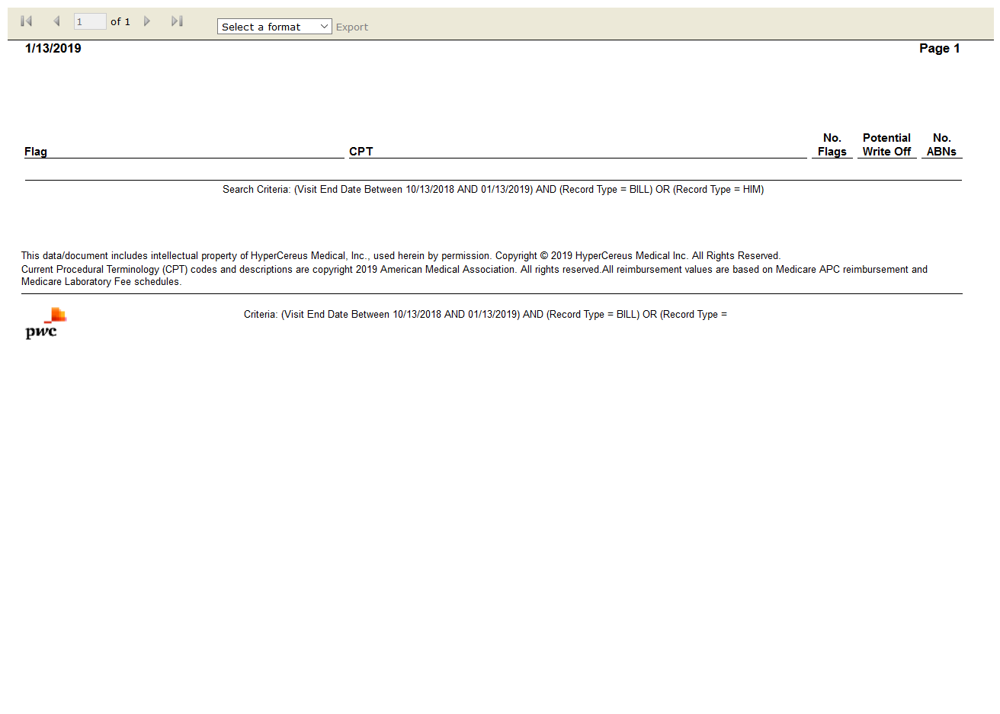 1 of 1 Select a format Export
1/13/2019 Page 1
No. Potential No.
Flag CPT Flags Write Off ABNs
Search Criteria: (Visit End Date Between 10/13/2018 AND 01/13/2019) AND (Record Type = BILL) OR (Record Type = HIM)
This data/document includes intellectual property of HyperCereus Medical, Inc., used herein by permission. Copyright © 2019 HyperCereus Medical Inc. All Rights Reserved.
Current Procedural Terminology (CPT) codes and descriptions are copyright 2019 American Medical Association. All rights reserved.All reimbursement values are based on Medicare APC reimbursement and
Medicare Laboratory Fee schedules.
Criteria: (Visit End Date Between 10/13/2018 AND 01/13/2019) AND (Record Type = BILL) OR (Record Type =
pwc